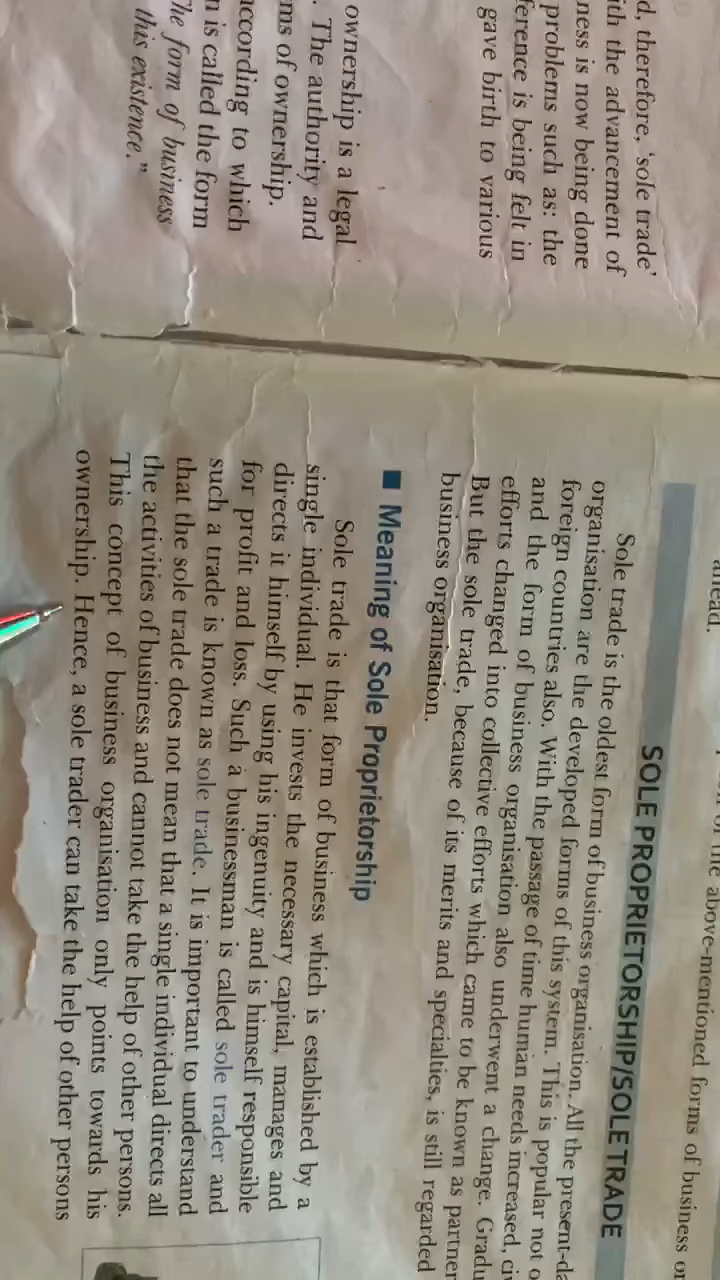 d, therefore, 'sole trade'
ith the advancement of
ness is now being done
problems such as: the
ference is being felt in
gave birth to various
ownership is a legal
. The authority and
ms of ownership.
according to which
n is called the form
he form of business
this existence."
ahead.
the above-mentioned forms of business or
SOLE PROPRIETORSHIP/SOLE TRADE
Sole trade is the oldest form of business organisation. All the present-da
organisation are the developed forms of this system. This is popular not o
foreign countries also. With the passage of time human needs increased, ci
and the form of business organisation also underwent a change. Gradu
efforts changed into collective efforts which came to be known as partner
But the sole trade, because of its merits and specialties, is still regarded
business organisation.
■ Meaning of Sole Proprietorship
Sole trade is that form of business which is established by a
single individual. He invests the necessary capital, manages and
directs it himself by using his ingenuity and is himself responsible
for profit and loss. Such a businessman is called sole trader and
such a trade is known as sole trade. It is important to understand
that the sole trade does not mean that a single individual directs all
the activities of business and cannot take the help of other persons.
This concept of business organisation only points towards his
ownership. Hence, a sole trader can take the help of other persons